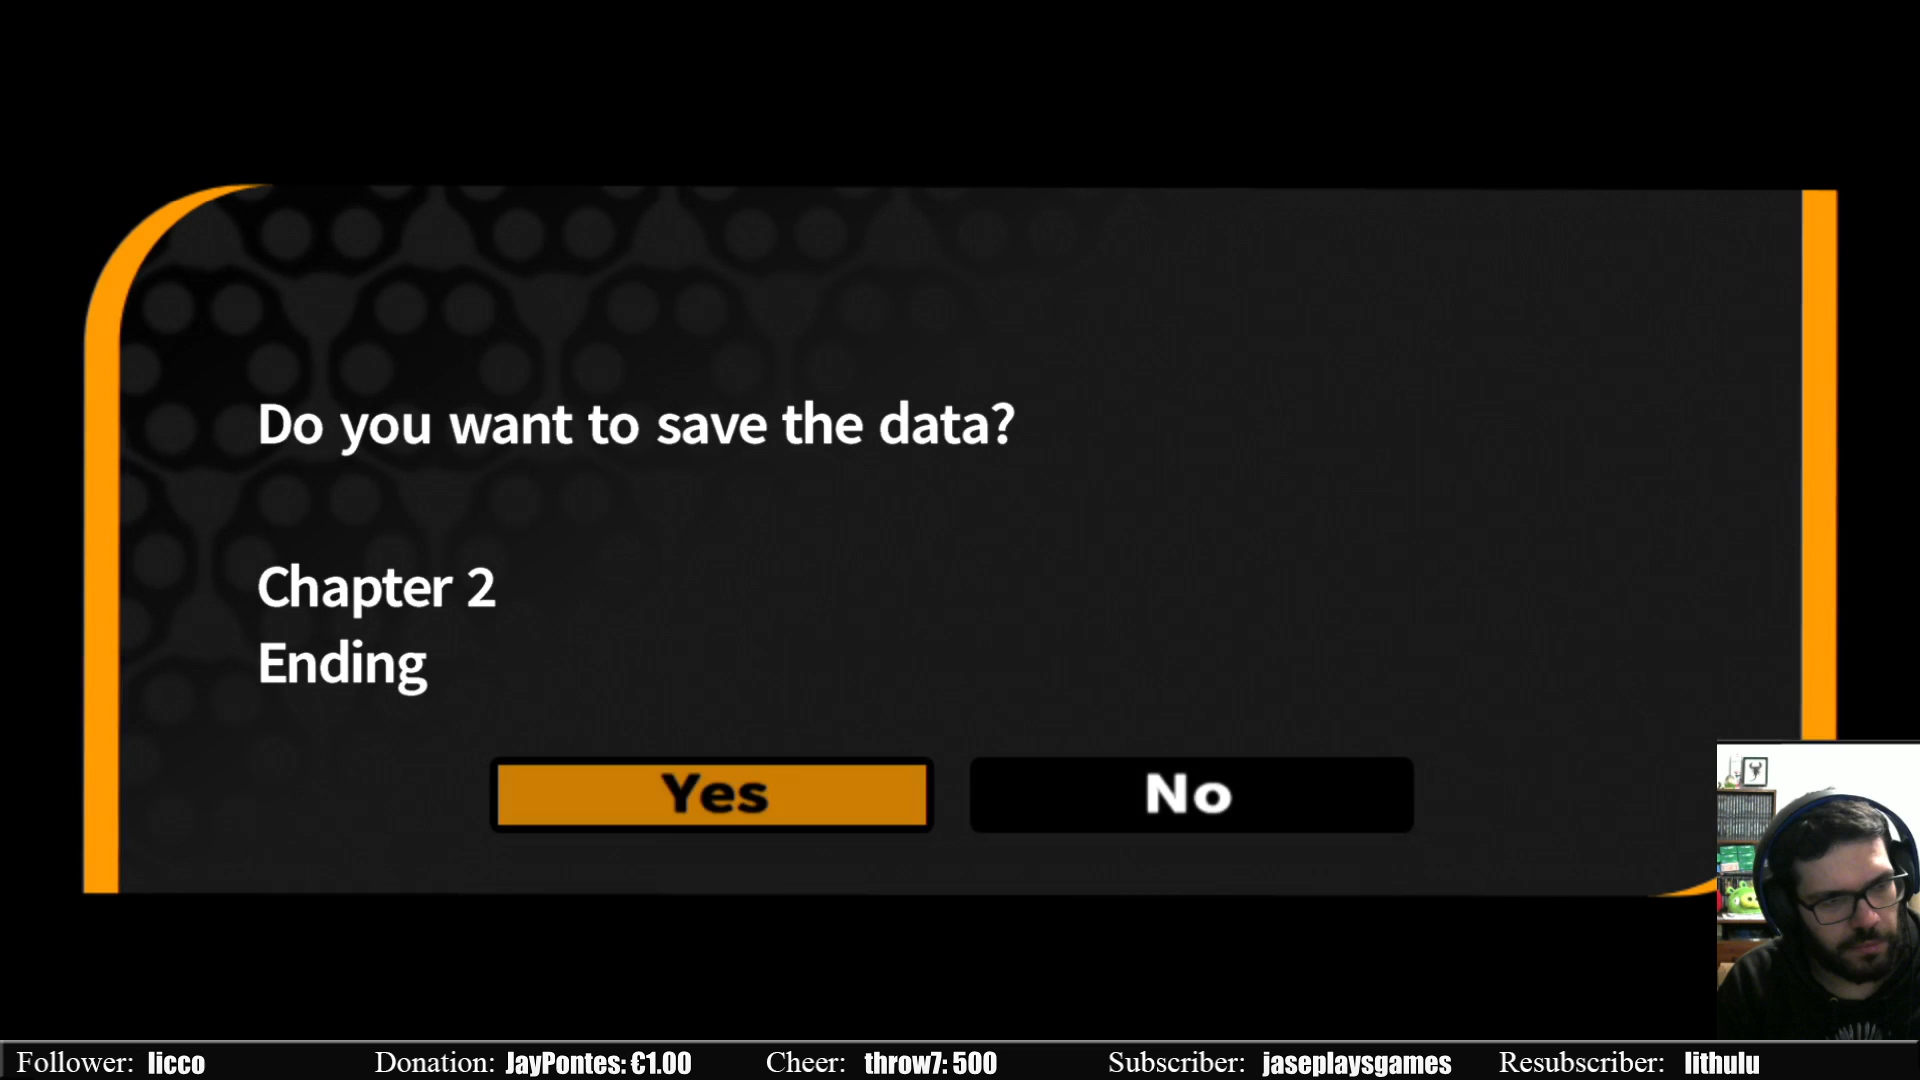 Do you want to save the data?
Chapter 2
Ending
Yes No
Follower: licco Donation: JayPontes: €1.00 Cheer: throw7: 500 Subscriber: jaseplaysgames Resubscriber: lithulu